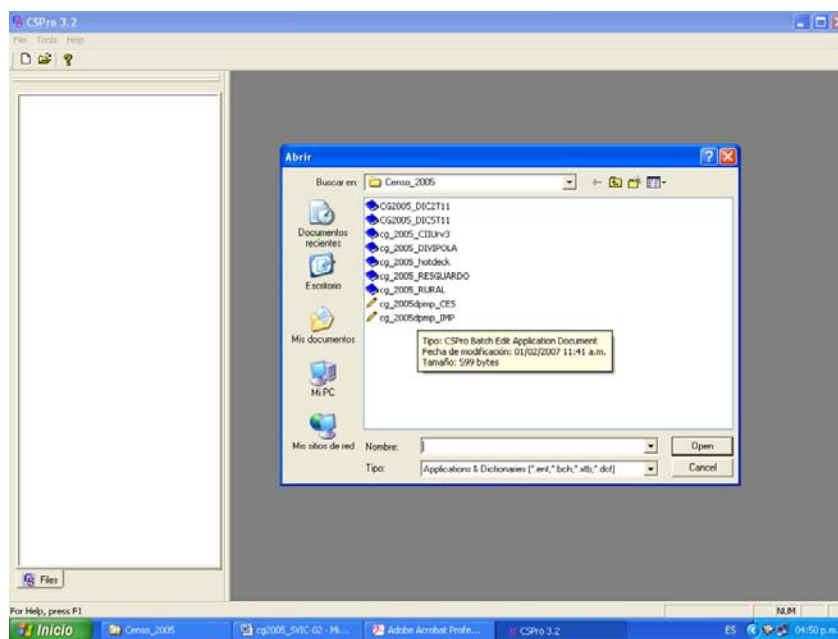 CSPro 3.2
File Tools Help
Abrir
Buscar en: Censo_2005
Documentos recientes
Escritorio
Mis documentos
Mi PC
Mis sitios de red
CG2005_DIC2T11
CG2005_DIC5T11
cg_2005_CIIUrv3
cg_2005_DIVIPOLA
cg_2005_hotdeck
cg_2005_RESGUARDO
cg_2005_RURAL
cg_2005dpmp_CES
cg_2005dpmp_IMP
Tipo: CSPro Batch Edit Application Document
Fecha de modificación: 01/02/2007 11:41 a.m.
Tamaño: 599 bytes
Nombre:
Open
Tipo: Applications & Dictionaries (*.ent;*.bch;*.xtb;*.dcf)
Cancel
Files
For Help, press F1
NUM
Inicio
Censo_2005
cg2005_SVIC-02 - Mi...
Adobe Acrobat Profe...
CSPro 3.2
ES
04:50 p.m.